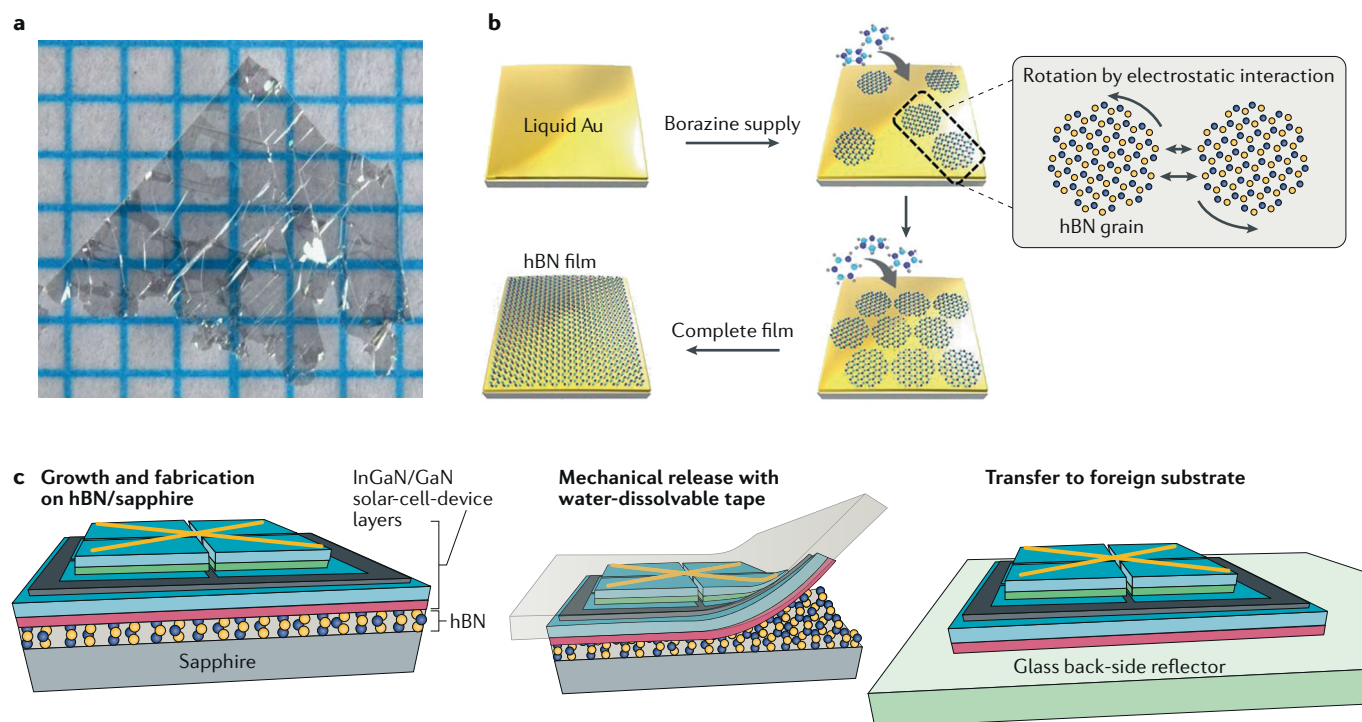 a
b
Liquid Au
Borazine supply
Rotation by electrostatic interaction
hBN grain
hBN film
Complete film
c
Growth and fabrication
on hBN/sapphire
InGaN/GaN
solar-cell-device
layers
hBN
Sapphire
Mechanical release with
water-dissolvable tape
Transfer to foreign substrate
Glass back-side reflector